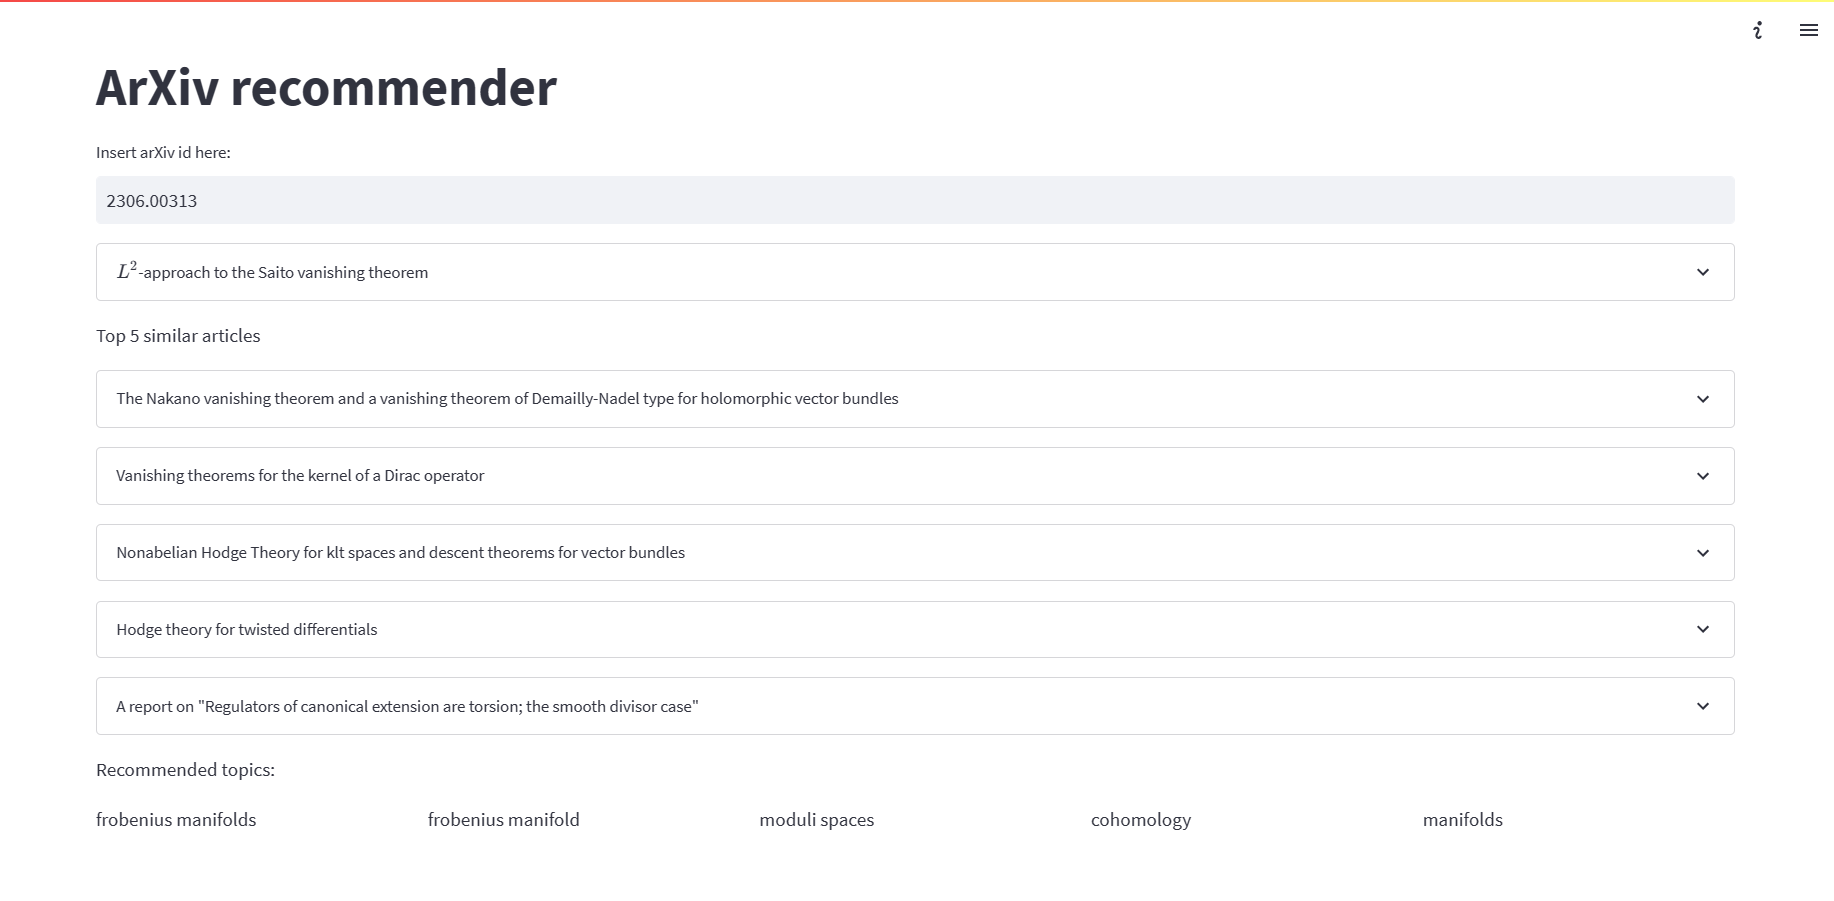 ArXiv recommender
Insert arXiv id here:
2306.00313
L²-approach to the Saito vanishing theorem
Top 5 similar articles
The Nakano vanishing theorem and a vanishing theorem of Demailly-Nadel type for holomorphic vector bundles
Vanishing theorems for the kernel of a Dirac operator
Nonabelian Hodge Theory for klt spaces and descent theorems for vector bundles
Hodge theory for twisted differentials
A report on "Regulators of canonical extension are torsion; the smooth divisor case"
Recommended topics:
frobenius manifolds frobenius manifold moduli spaces cohomology manifolds